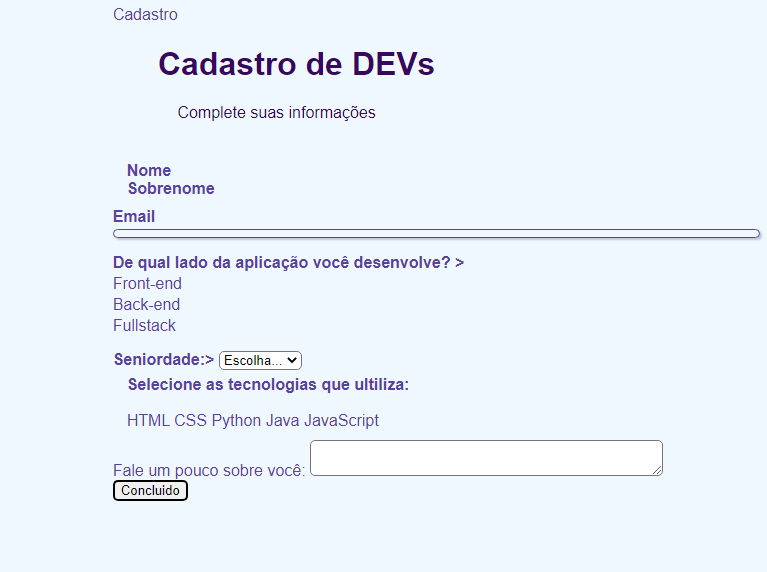 Cadastro
Cadastro de DEVs
Complete suas informações
Nome
Sobrenome
Email
De qual lado da aplicação você desenvolve? >
Front-end
Back-end
Fullstack
Seniordade:> Escolha...
Selecione as tecnologias que ultiliza:
HTML CSS Python Java JavaScript
Fale um pouco sobre você:
Concluido